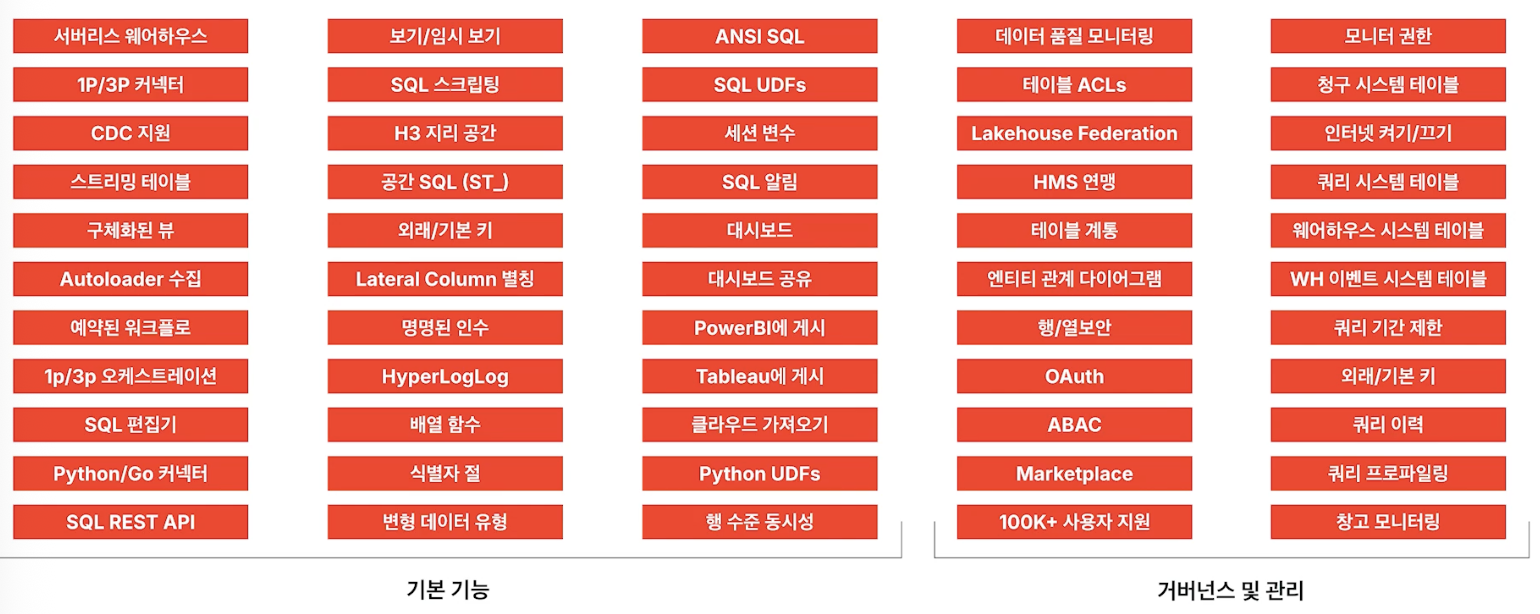 서버리스 웨어하우스
보기/임시 보기
ANSI SQL
데이터 품질 모니터링
모니터 권한
1P/3P 커넥터
SQL 스크립팅
SQL UDFs
테이블 ACLs
청구 시스템 테이블
CDC 지원
H3 지리 공간
세션 변수
Lakehouse Federation
인터넷 켜기/끄기
스트리밍 테이블
공간 SQL (ST_)
SQL 알림
HMS 연맹
쿼리 시스템 테이블
구체화된 뷰
외래/기본 키
대시보드
테이블 계통
웨어하우스 시스템 테이블
Autoloader 수집
Lateral Column 별칭
대시보드 공유
엔티티 관계 다이어그램
WH 이벤트 시스템 테이블
예약된 워크플로
명명된 인수
PowerBI에 게시
행/열보안
쿼리 기간 제한
1p/3p 오케스트레이션
HyperLogLog
Tableau에 게시
OAuth
외래/기본 키
SQL 편집기
배열 함수
클라우드 가져오기
ABAC
쿼리 이력
Python/Go 커넥터
식별자 절
Python UDFs
Marketplace
쿼리 프로파일링
SQL REST API
변형 데이터 유형
행 수준 동시성
100K+ 사용자 지원
창고 모니터링
기본 기능
거버넌스 및 관리